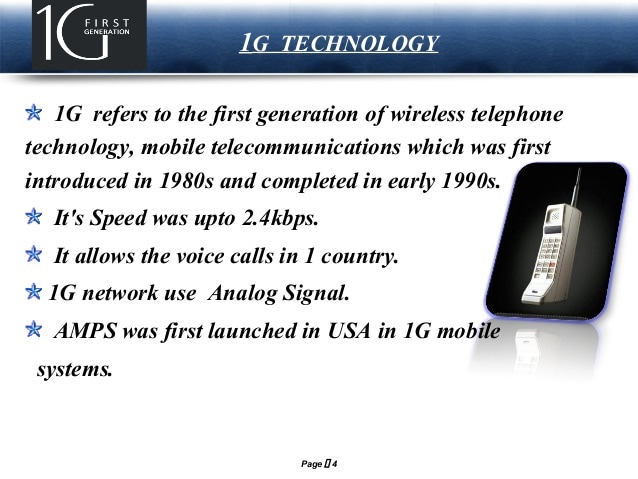 1G FIRST
GENERATION
1G TECHNOLOGY
1G refers to the first generation of wireless telephone
technology, mobile telecommunications which was first
introduced in 1980s and completed in early 1990s.
It's Speed was upto 2.4kbps.
It allows the voice calls in 1 country.
1G network use Analog Signal.
AMPS was first launched in USA in 1G mobile
systems.
Page 4